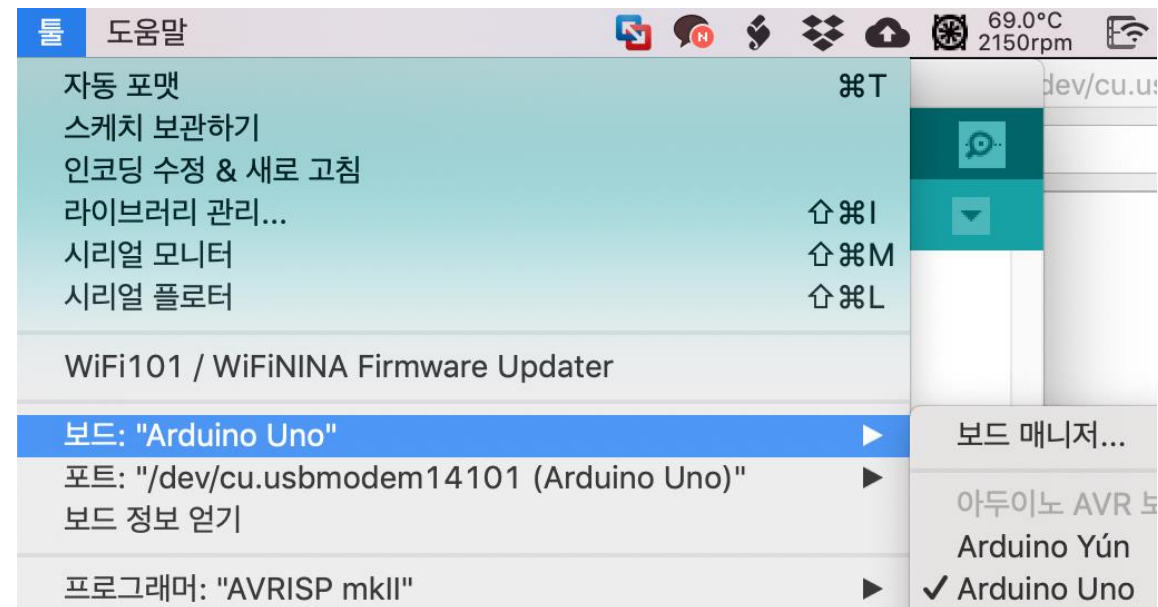 툴 도움말 69.0°C
2150rpm
자동 포맷 ⌘T
스케치 보관하기
인코딩 수정 & 새로 고침
라이브러리 관리... ⇧⌘I
시리얼 모니터 ⇧⌘M
시리얼 플로터 ⇧⌘L
WiFi101 / WiFiNINA Firmware Updater
보드: "Arduino Uno"
포트: "/dev/cu.usbmodem14101 (Arduino Uno)"
보드 정보 얻기
프로그래머: "AVRISP mkII"
dev/cu.us
보드 매니저...
아두이노 AVR
Arduino Yún
✓ Arduino Uno